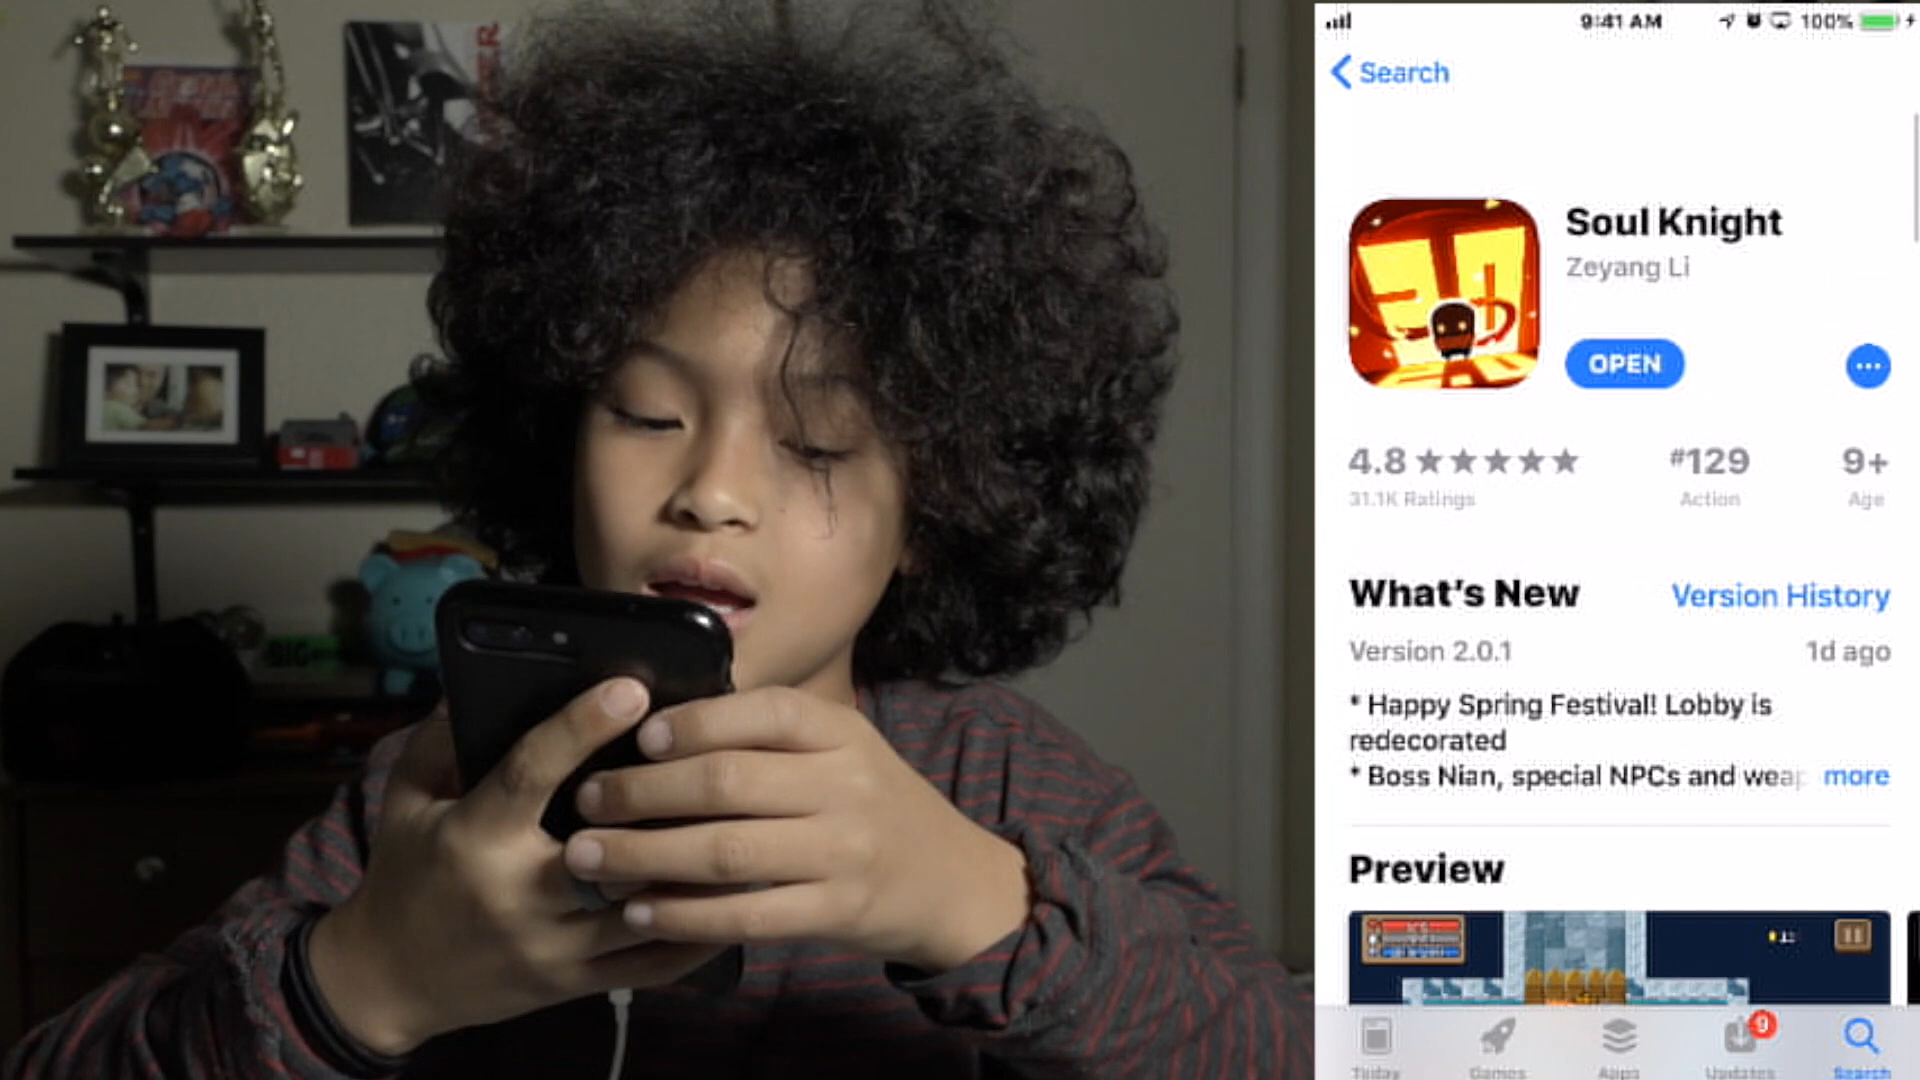 9:41 AM
100%
Search
Soul Knight
Zeyang Li
OPEN
4.8
#129
9+
31.1K Ratings
Action
Age
What's New
Version History
Version 2.0.1
1d ago
* Happy Spring Festival! Lobby is
redecorated
* Boss Nian, special NPCs and weap
more
Preview
9
Today
Games
Apps
Updates
Search